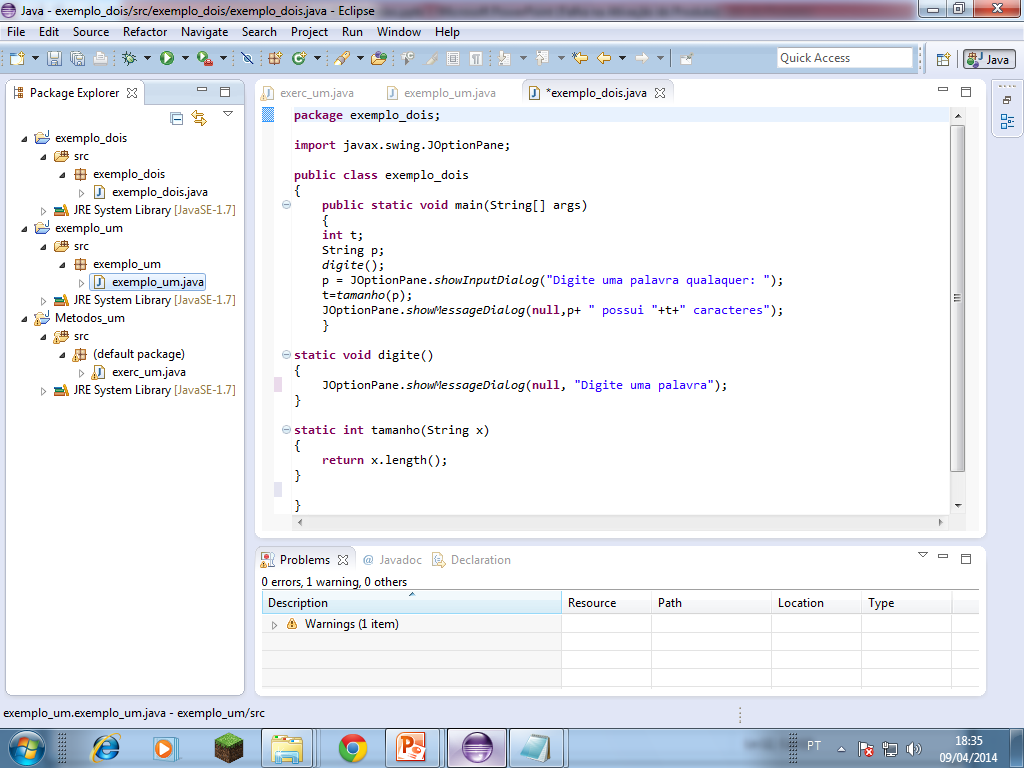 Java - exemplo_dois/src/exemplo_dois/exemplo_dois.java - Eclipse
File Edit Source Refactor Navigate Search Project Run Window Help
Quick Access
Java
Package Explorer
exemplo_dois
src
exemplo_dois
exemplo_dois.java
JRE System Library [JavaSE-1.7]
exemplo_um
src
exemplo_um
exemplo_um.java
JRE System Library [JavaSE-1.7]
Metodos_um
src
(default package)
exerc_um.java
JRE System Library [JavaSE-1.7]
exerc_um.java exemplo_um.java *exemplo_dois.java
package exemplo_dois;
import javax.swing.JOptionPane;
public class exemplo_dois
{
public static void main(String[] args)
{
int t;
String p;
digite();
p = JOptionPane.showInputDialog("Digite uma palavra qualaquer: ");
t=tamanho(p);
JOptionPane.showMessageDialog(null,p+ " possui "+t+" caracteres");
}
static void digite()
{
JOptionPane.showMessageDialog(null, "Digite uma palavra");
}
static int tamanho(String x)
{
return x.length();
}
}
Problems @ Javadoc Declaration
0 errors, 1 warning, 0 others
Description Resource Path Location Type
Warnings (1 item)
exemplo_um.exemplo_um.java - exemplo_um/src
PT
18:35
09/04/2014